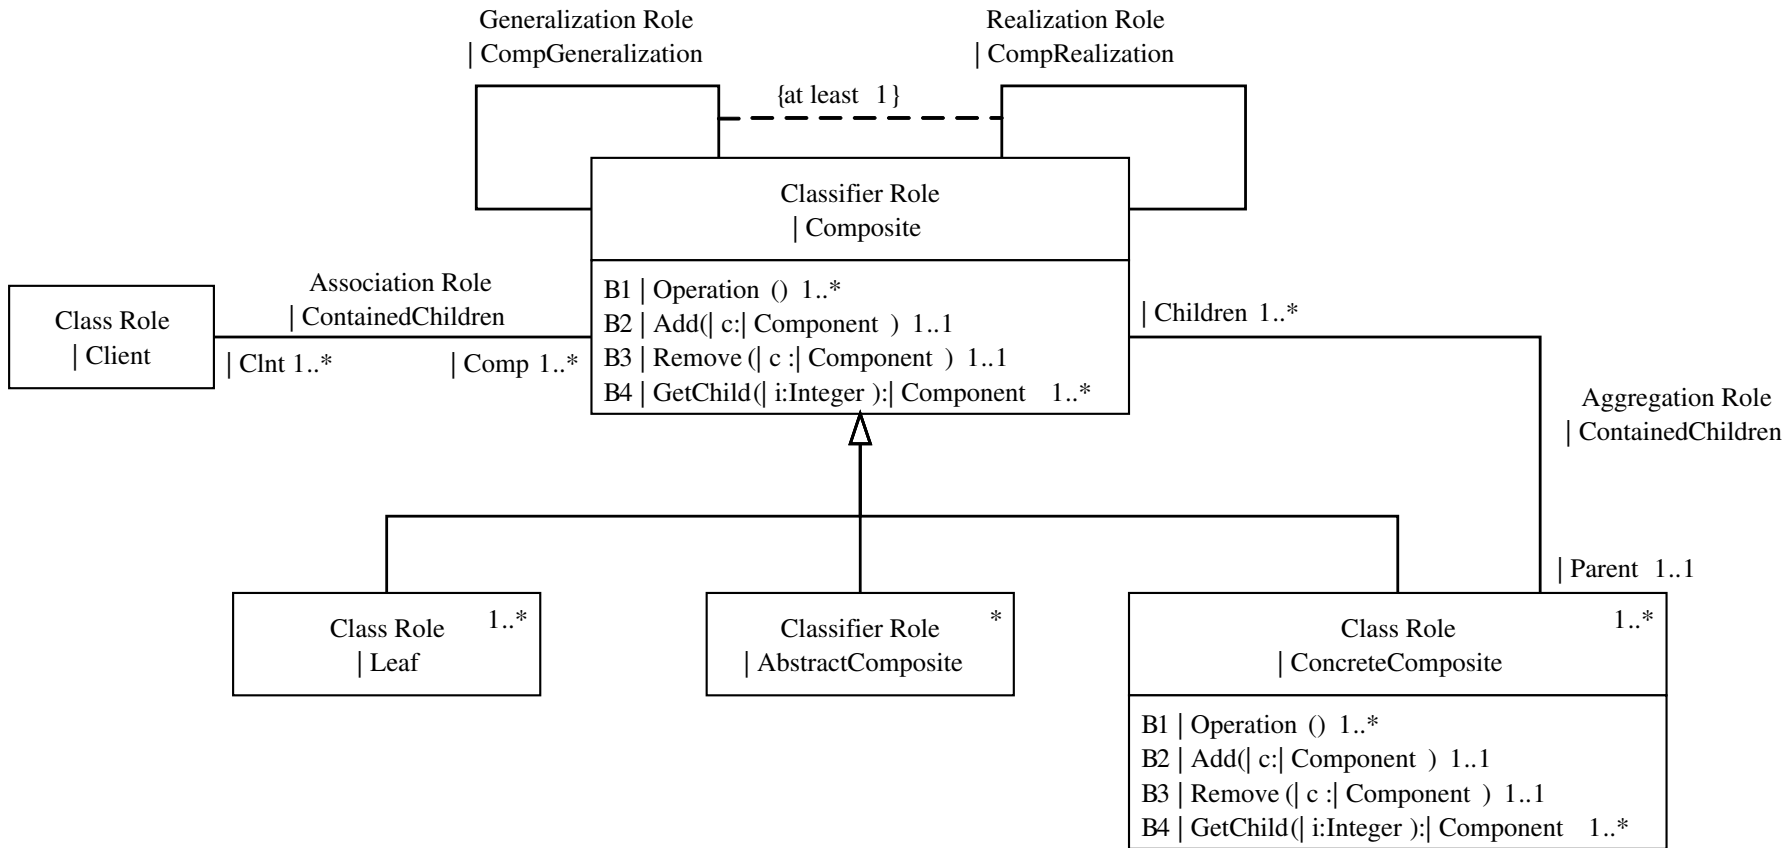 Generalization Role
| CompGeneralization
Realization Role
| CompRealization
{at least 1}
Classifier Role
| Composite
B1 | Operation () 1..*
B2 | Add(| c:| Component ) 1..1
B3 | Remove (| c :| Component ) 1..1
B4 | GetChild(| i:Integer ):| Component 1..*
Class Role
| Client
Association Role
| ContainedChildren
| Clnt 1..*
| Comp 1..*
| Children 1..*
Aggregation Role
| ContainedChildren
| Parent 1..1
Class Role 1..*
| Leaf
Classifier Role *
| AbstractComposite
Class Role 1..*
| ConcreteComposite
B1 | Operation () 1..*
B2 | Add(| c:| Component ) 1..1
B3 | Remove (| c :| Component ) 1..1
B4 | GetChild(| i:Integer ):| Component 1..*